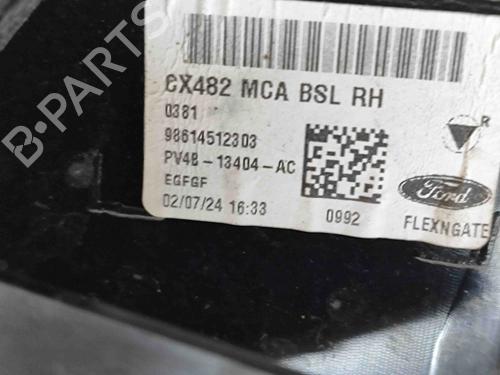 CX482 MCA BSL RH
0381
98614512303
PV4B-13404-AC
EGFGF
02/07/24 16:33
0992
R
Ford
FLEXNGATE
B-PARTS